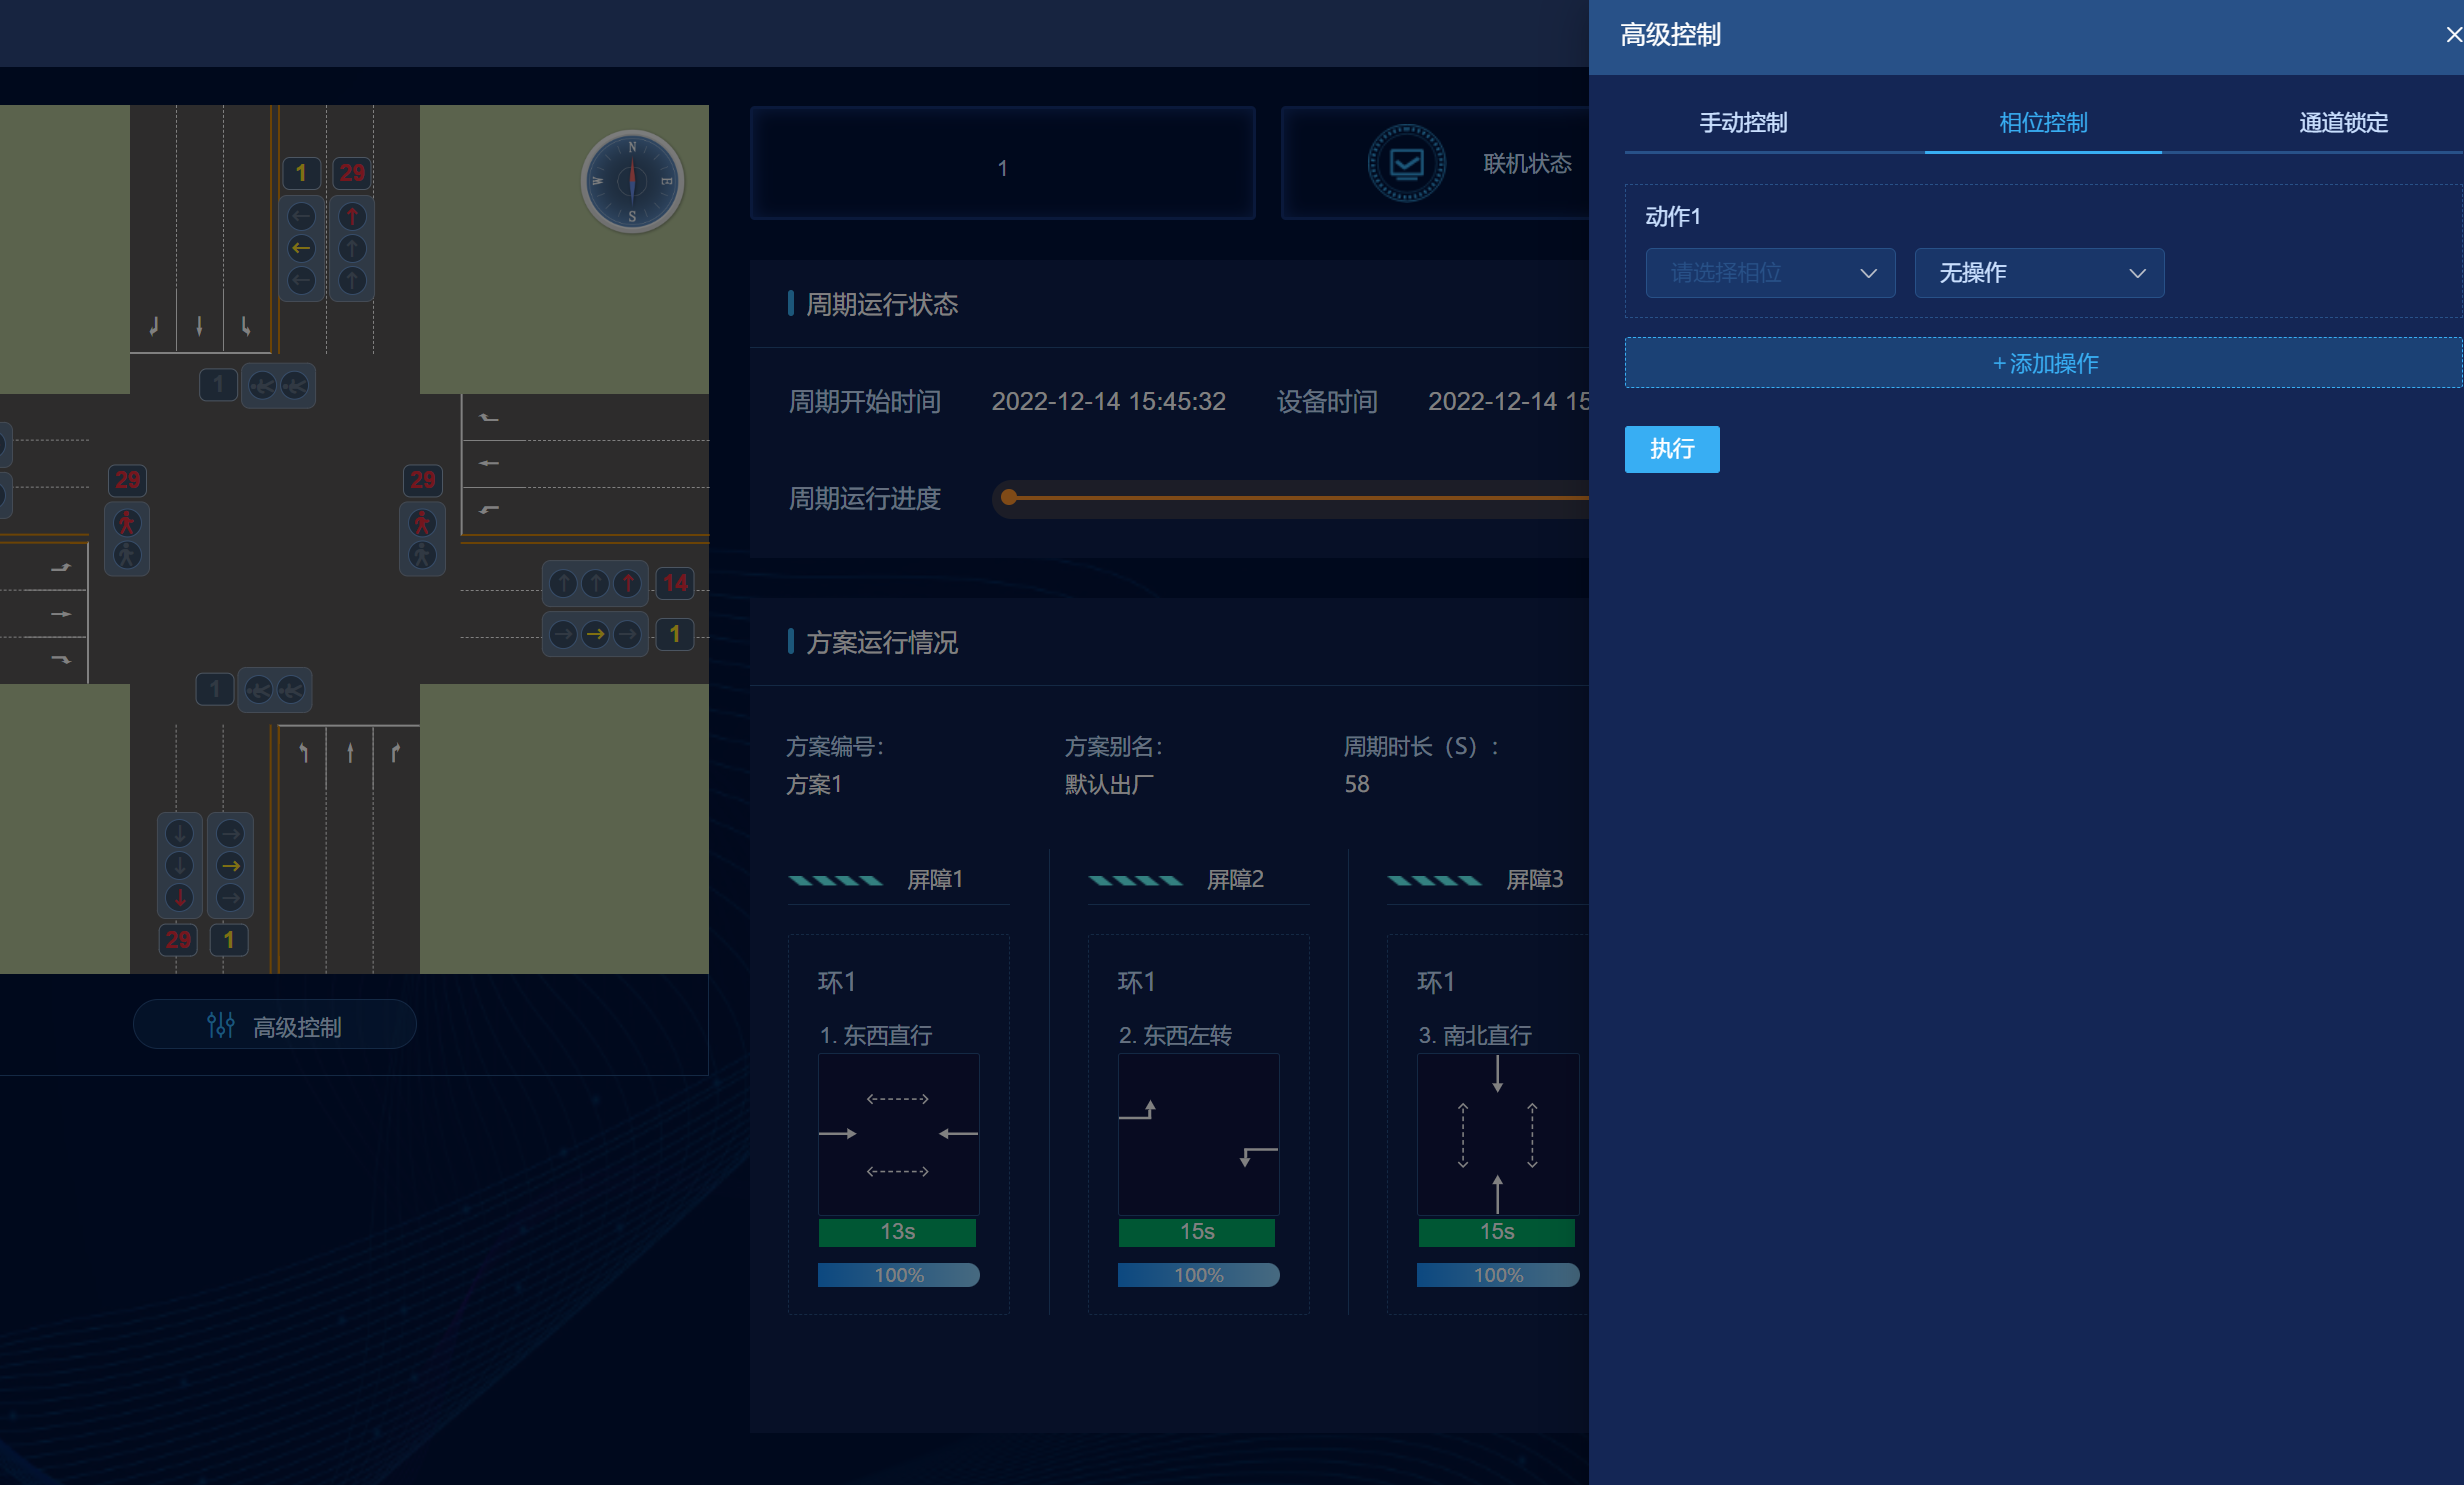 高级控制
手动控制
相位控制
通道锁定
动作1
请选择相位
无操作
+ 添加操作
执行
1
29
N
W
E
S
1
29
29
14
1
1
29
1
高级控制
1
联机状态
周期运行状态
周期开始时间
2022-12-14 15:45:32
设备时间
2022-12-14 15
周期运行进度
方案运行情况
方案编号：
方案1
方案别名：
默认出厂
周期时长（S）：
58
屏障1
屏障2
屏障3
环1
1. 东西直行
13s
100%
环1
2. 东西左转
15s
100%
环1
3. 南北直行
15s
100%